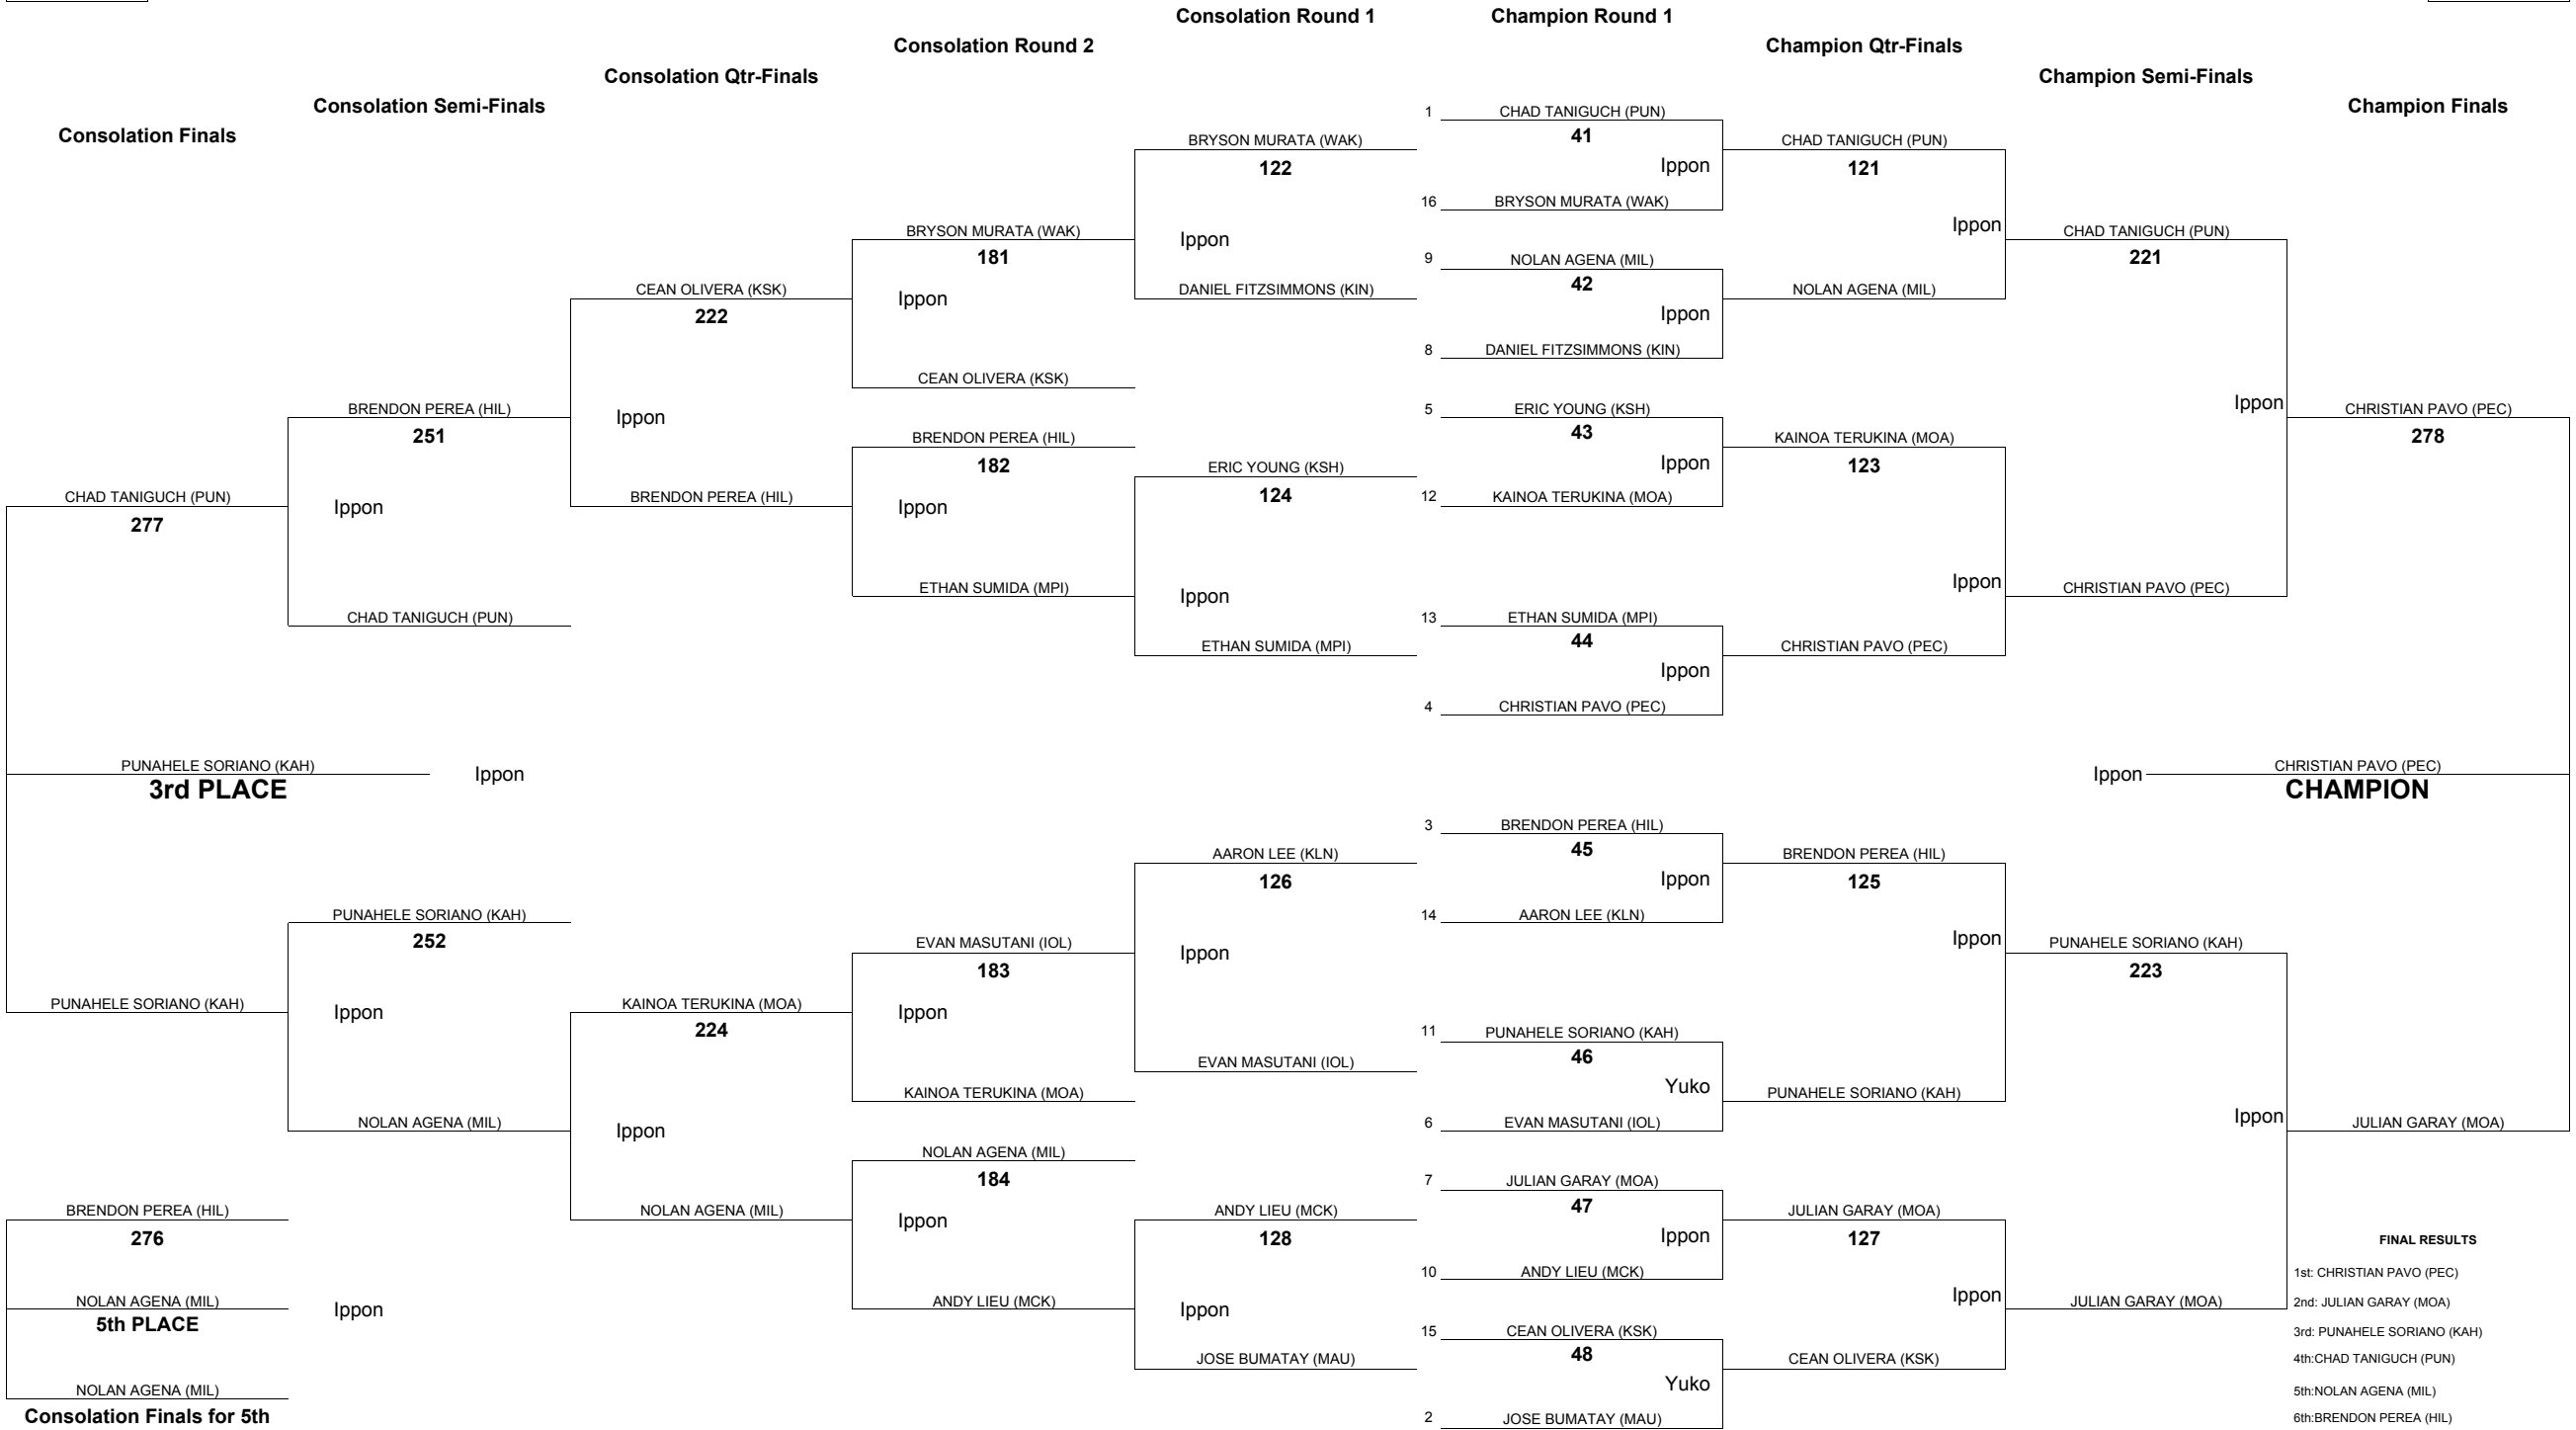 Consolation Round 1
Champion Round 1
Consolation Round 2
Champion Qtr-Finals
Consolation Qtr-Finals
Champion Semi-Finals
Consolation Semi-Finals
Champion Finals
Consolation Finals
CHAD TANIGUCH (PUN)
277
PUNAHELE SORIANO (KAH)
3rd PLACE
Ippon
PUNAHELE SORIANO (KAH)
BRENDON PEREA (HIL)
276
NOLAN AGENA (MIL)
5th PLACE
Ippon
NOLAN AGENA (MIL)
Consolation Finals for 5th
BRENDON PEREA (HIL)
251
Ippon
CHAD TANIGUCH (PUN)
PUNAHELE SORIANO (KAH)
252
Ippon
NOLAN AGENA (MIL)
CEAN OLIVERA (KSK)
222
Ippon
BRENDON PEREA (HIL)
KAINOA TERUKINA (MOA)
224
Ippon
NOLAN AGENA (MIL)
BRYSON MURATA (WAK)
181
Ippon
CEAN OLIVERA (KSK)
BRENDON PEREA (HIL)
182
Ippon
ETHAN SUMIDA (MPI)
EVAN MASUTANI (IOL)
183
Ippon
KAINOA TERUKINA (MOA)
NOLAN AGENA (MIL)
184
Ippon
ANDY LIEU (MCK)
BRYSON MURATA (WAK)
122
Ippon
DANIEL FITZSIMMONS (KIN)
ERIC YOUNG (KSH)
124
Ippon
ETHAN SUMIDA (MPI)
AARON LEE (KLN)
126
Ippon
EVAN MASUTANI (IOL)
ANDY LIEU (MCK)
128
Ippon
JOSE BUMATAY (MAU)
1 CHAD TANIGUCH (PUN)
41
Ippon
16 BRYSON MURATA (WAK)
9 NOLAN AGENA (MIL)
42
Ippon
8 DANIEL FITZSIMMONS (KIN)
5 ERIC YOUNG (KSH)
43
Ippon
12 KAINOA TERUKINA (MOA)
13 ETHAN SUMIDA (MPI)
44
Ippon
4 CHRISTIAN PAVO (PEC)
3 BRENDON PEREA (HIL)
45
Ippon
14 AARON LEE (KLN)
11 PUNAHELE SORIANO (KAH)
46
Yuko
6 EVAN MASUTANI (IOL)
7 JULIAN GARAY (MOA)
47
Ippon
10 ANDY LIEU (MCK)
15 CEAN OLIVERA (KSK)
48
Yuko
2 JOSE BUMATAY (MAU)
CHAD TANIGUCH (PUN)
121
Ippon
NOLAN AGENA (MIL)
KAINOA TERUKINA (MOA)
123
Ippon
CHRISTIAN PAVO (PEC)
BRENDON PEREA (HIL)
125
Ippon
PUNAHELE SORIANO (KAH)
JULIAN GARAY (MOA)
127
Ippon
CEAN OLIVERA (KSK)
CHAD TANIGUCH (PUN)
221
Ippon
CHRISTIAN PAVO (PEC)
PUNAHELE SORIANO (KAH)
223
Ippon
JULIAN GARAY (MOA)
CHRISTIAN PAVO (PEC)
278
Ippon
CHRISTIAN PAVO (PEC)
CHAMPION
JULIAN GARAY (MOA)
FINAL RESULTS
1st: CHRISTIAN PAVO (PEC)
2nd: JULIAN GARAY (MOA)
3rd: PUNAHELE SORIANO (KAH)
4th:CHAD TANIGUCH (PUN)
5th:NOLAN AGENA (MIL)
6th:BRENDON PEREA (HIL)